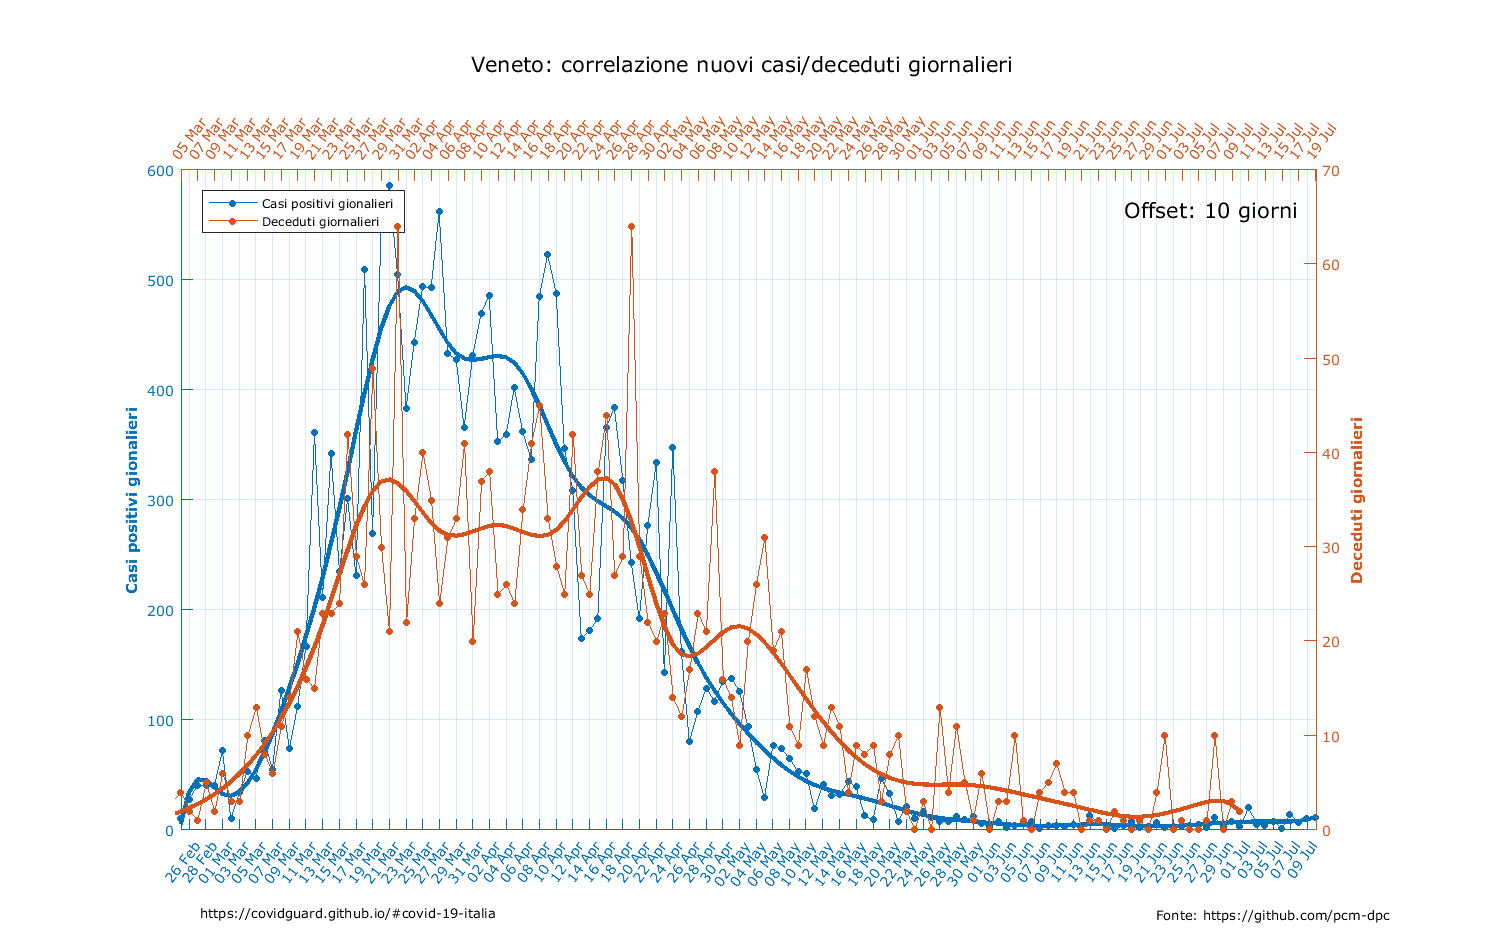 Veneto: correlazione nuovi casi/deceduti giornalieri
05 Mar
07 Mar
09 Mar
11 Mar
13 Mar
15 Mar
17 Mar
19 Mar
21 Mar
23 Mar
25 Mar
27 Mar
29 Mar
31 Mar
02 Apr
04 Apr
06 Apr
08 Apr
10 Apr
12 Apr
14 Apr
16 Apr
18 Apr
20 Apr
22 Apr
24 Apr
26 Apr
28 Apr
30 Apr
02 May
04 May
06 May
08 May
10 May
12 May
14 May
16 May
18 May
20 May
22 May
24 May
26 May
28 May
30 May
01 Jun
03 Jun
05 Jun
07 Jun
09 Jun
11 Jun
13 Jun
15 Jun
17 Jun
19 Jun
21 Jun
23 Jun
25 Jun
27 Jun
29 Jun
01 Jul
03 Jul
05 Jul
07 Jul
09 Jul
11 Jul
13 Jul
15 Jul
17 Jul
19 Jul
600
500
400
300
200
100
0
Casi positivi gionalieri
Casi positivi gionalieri
Deceduti giornalieri
Offset: 10 giorni
70
60
50
40
30
20
10
0
Deceduti giornalieri
26 Feb
28 Feb
01 Mar
03 Mar
05 Mar
07 Mar
09 Mar
11 Mar
13 Mar
15 Mar
17 Mar
19 Mar
21 Mar
23 Mar
25 Mar
27 Mar
29 Mar
31 Mar
02 Apr
04 Apr
06 Apr
08 Apr
10 Apr
12 Apr
14 Apr
16 Apr
18 Apr
20 Apr
22 Apr
24 Apr
26 Apr
28 Apr
30 Apr
02 May
04 May
06 May
08 May
10 May
12 May
14 May
16 May
18 May
20 May
22 May
24 May
26 May
28 May
30 May
01 Jun
03 Jun
05 Jun
07 Jun
09 Jun
11 Jun
13 Jun
15 Jun
17 Jun
19 Jun
21 Jun
23 Jun
25 Jun
27 Jun
29 Jun
01 Jul
03 Jul
05 Jul
07 Jul
09 Jul
https://covidguard.github.io/#covid-19-italia
Fonte: https://github.com/pcm-dpc